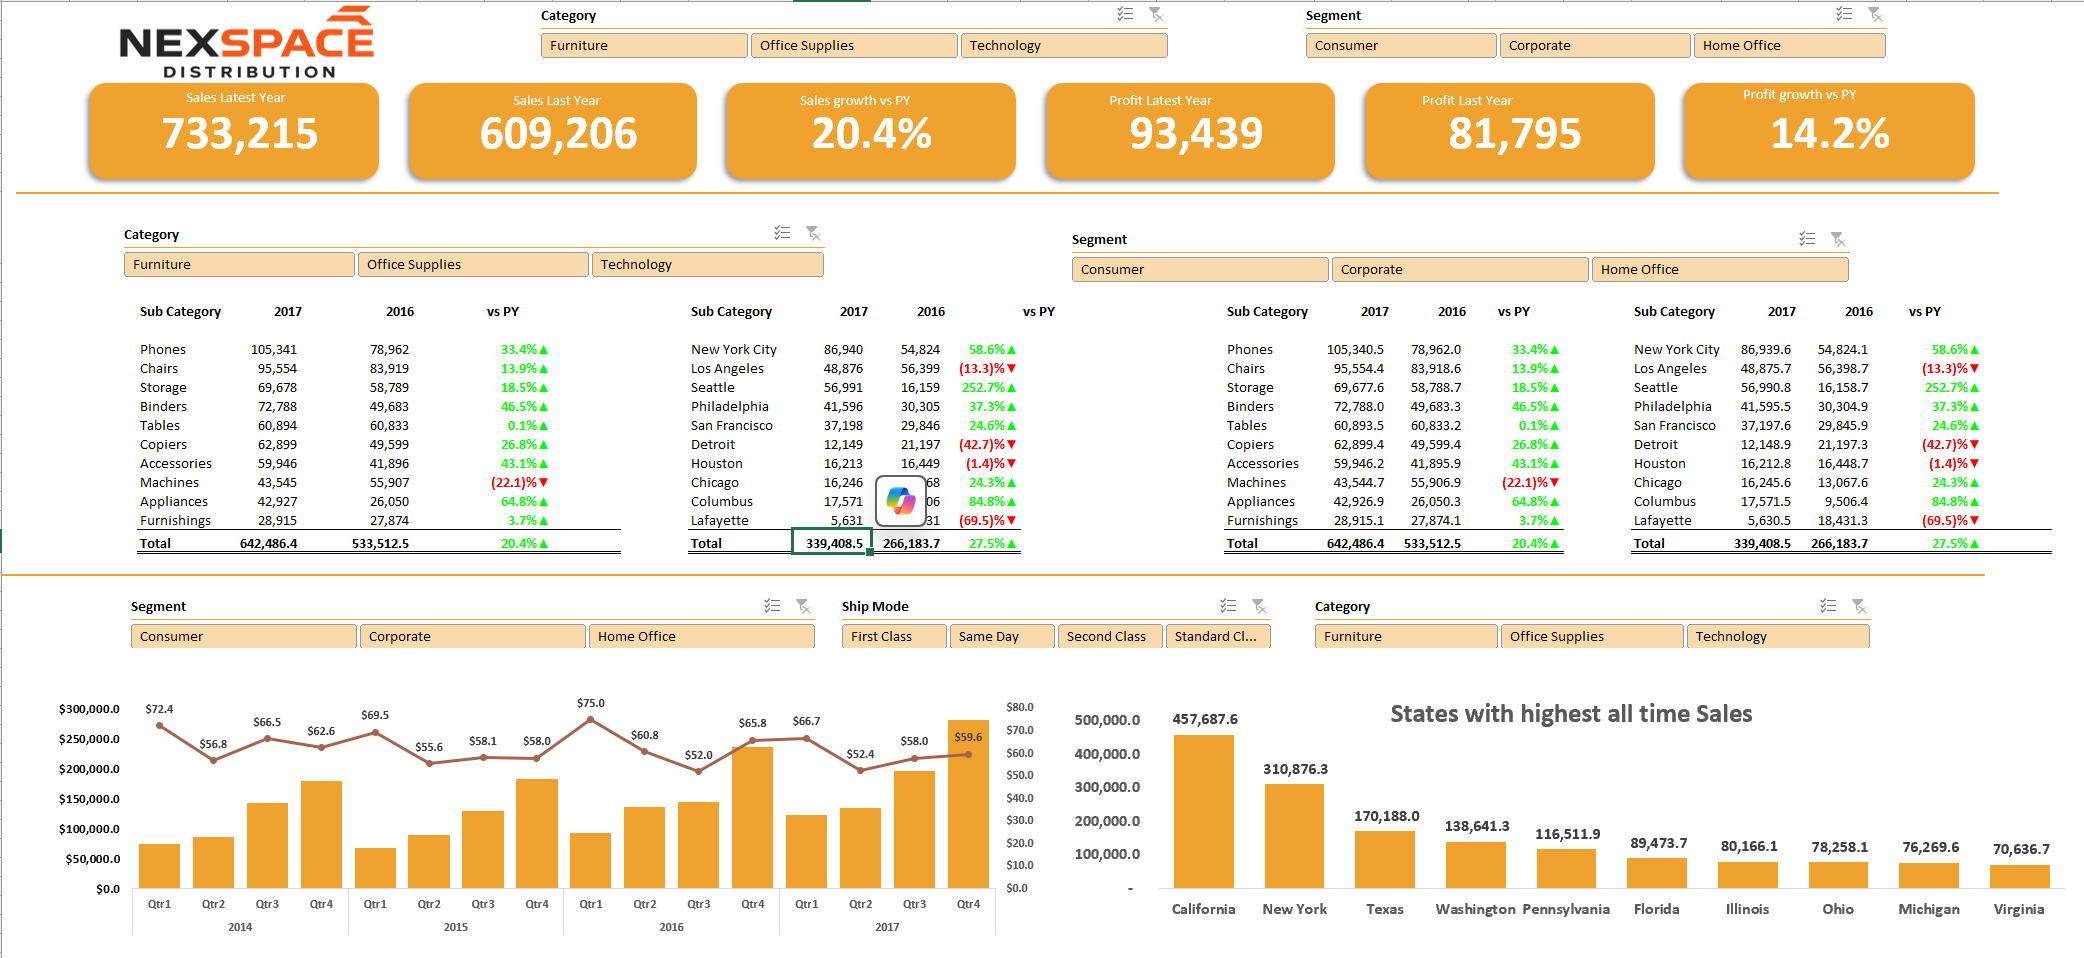 NEXSPACE
DISTRIBUTION
Category
Furniture Office Supplies Technology
Segment
Consumer Corporate Home Office
Sales Latest Year
733,215
Sales Last Year
609,206
Sales growth vs PY
20.4%
Profit Latest Year
93,439
Profit Last Year
81,795
Profit growth vs PY
14.2%
Category
Furniture Office Supplies Technology
Segment
Consumer Corporate Home Office
Sub Category 2017 2016 vs PY
Phones 105,341 78,962 33.4%▲
Chairs 95,554 83,919 13.9%▲
Storage 69,678 58,789 18.5%▲
Binders 72,788 49,683 46.5%▲
Tables 60,894 60,833 0.1%▲
Copiers 62,899 49,599 26.8%▲
Accessories 59,946 41,896 43.1%▲
Machines 43,545 55,907 (22.1)%▼
Appliances 42,927 26,050 64.8%▲
Furnishings 28,915 27,874 3.7%▲
Total 642,486.4 533,512.5 20.4%▲
Sub Category 2017 2016 vs PY
New York City 86,940 54,824 58.6%▲
Los Angeles 48,876 56,399 (13.3)%▼
Seattle 56,991 16,159 252.7%▲
Philadelphia 41,596 30,305 37.3%▲
San Francisco 37,198 29,846 24.6%▲
Detroit 12,149 21,197 (42.7)%▼
Houston 16,213 16,449 (1.4)%▼
Chicago 16,246 68 24.3%▲
Columbus 17,571 06 84.8%▲
Lafayette 5,631 31 (69.5)%▼
Total 339,408.5 266,183.7 27.5%▲
Sub Category 2017 2016 vs PY
Phones 105,340.5 78,962.0 33.4%▲
Chairs 95,554.4 83,918.6 13.9%▲
Storage 69,677.6 58,788.7 18.5%▲
Binders 72,788.0 49,683.3 46.5%▲
Tables 60,893.5 60,833.2 0.1%▲
Copiers 62,899.4 49,599.4 26.8%▲
Accessories 59,946.2 41,895.9 43.1%▲
Machines 43,544.7 55,906.9 (22.1)%▼
Appliances 42,926.9 26,050.3 64.8%▲
Furnishings 28,915.1 27,874.1 3.7%▲
Total 642,486.4 533,512.5 20.4%▲
Sub Category 2017 2016 vs PY
New York City 86,939.6 54,824.1 58.6%▲
Los Angeles 48,875.7 56,398.7 (13.3)%▼
Seattle 56,990.8 16,158.7 252.7%▲
Philadelphia 41,595.5 30,304.9 37.3%▲
San Francisco 37,197.6 29,845.9 24.6%▲
Detroit 12,148.9 21,197.3 (42.7)%▼
Houston 16,212.8 16,448.7 (1.4)%▼
Chicago 16,245.6 13,067.6 24.3%▲
Columbus 17,571.5 9,506.4 84.8%▲
Lafayette 5,630.5 18,431.3 (69.5)%▼
Total 339,408.5 266,183.7 27.5%▲
Segment
Consumer Corporate Home Office
Ship Mode
First Class Same Day Second Class Standard Cl...
Category
Furniture Office Supplies Technology
$300,000.0
$250,000.0
$200,000.0
$150,000.0
$100,000.0
$50,000.0
$0.0
$72.4 $56.8 $66.5 $62.6 $69.5 $55.6 $58.1 $58.0 $75.0 $60.8 $52.0 $65.8 $66.7 $52.4 $58.0 $59.6
$80.0
$70.0
$60.0
$50.0
$40.0
$30.0
$20.0
$10.0
$0.0
Qtr1 Qtr2 Qtr3 Qtr4 Qtr1 Qtr2 Qtr3 Qtr4 Qtr1 Qtr2 Qtr3 Qtr4 Qtr1 Qtr2 Qtr3 Qtr4
2014 2015 2016 2017
States with highest all time Sales
500,000.0
400,000.0
300,000.0
200,000.0
100,000.0
-
457,687.6 310,876.3 170,188.0 138,641.3 116,511.9 89,473.7 80,166.1 78,258.1 76,269.6 70,636.7
California New York Texas Washington Pennsylvania Florida Illinois Ohio Michigan Virginia